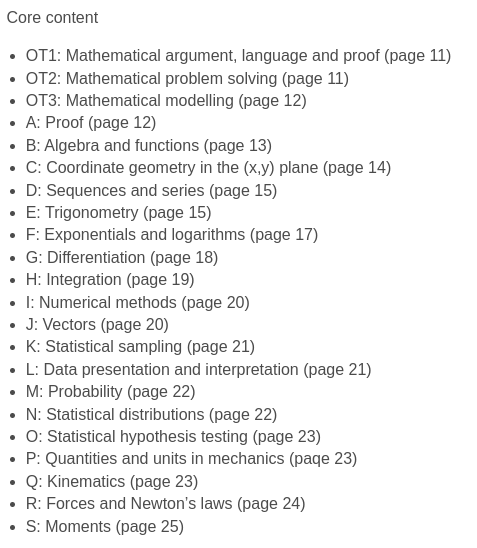 Core content
• OT1: Mathematical argument, language and proof (page 11)
• OT2: Mathematical problem solving (page 11)
• OT3: Mathematical modelling (page 12)
• A: Proof (page 12)
• B: Algebra and functions (page 13)
• C: Coordinate geometry in the (x,y) plane (page 14)
• D: Sequences and series (page 15)
• E: Trigonometry (page 15)
• F: Exponentials and logarithms (page 17)
• G: Differentiation (page 18)
• H: Integration (page 19)
• I: Numerical methods (page 20)
• J: Vectors (page 20)
• K: Statistical sampling (page 21)
• L: Data presentation and interpretation (page 21)
• M: Probability (page 22)
• N: Statistical distributions (page 22)
• O: Statistical hypothesis testing (page 23)
• P: Quantities and units in mechanics (page 23)
• Q: Kinematics (page 23)
• R: Forces and Newton’s laws (page 24)
• S: Moments (page 25)